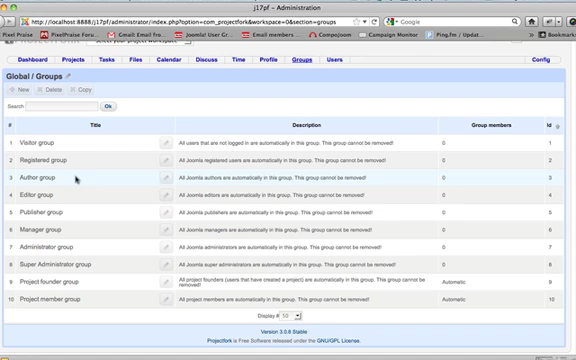 j17pf - Administration
http://localhost:8888/j17pf/administrator/index.php?option=com_projectfork&workspace=0&section=groups
Google
Pixel Praise
PixelPraise Forum
Gmail: Email fro...
Joomla! User Gr...
Email
Compojoom
Campaign Monitor
Ping.fm / Updat...
Bookmarks
Dashboard Projects Tasks Files Calendar Discuss Time Profile Groups Users Config
Global / Groups
New Delete Copy
Search Ok
# Title Description Group members Id
1 Visitor group All users that are not logged in are automatically in this group. This group cannot be removed! 0 1
2 Registered group All Joomla registered users are automatically in this group. This group cannot be removed! 0 2
3 Author group All Joomla authors are automatically in this group. This group cannot be removed! 0 3
4 Editor group All Joomla editors are automatically in this group. This group cannot be removed! 0 4
5 Publisher group All Joomla publishers are automatically in this group. This group cannot be removed! 0 5
6 Manager group All Joomla managers are automatically in this group. This group cannot be removed! 0 6
7 Administrator group All Joomla administrators are automatically in this group. This group cannot be removed! 0 7
8 Super Administrator group All Joomla super administrators are automatically in this group. This group cannot be removed! 0 8
9 Project founder group All project founders (users that have created a project) are automatically in this group. This group cannot be removed! Automatic 9
10 Project member group All project members are automatically in this group. This group cannot be removed! Automatic 10
Display # 10
Version 3.0.8 Stable
Projectfork is Free Software released under the GNU/GPL License.